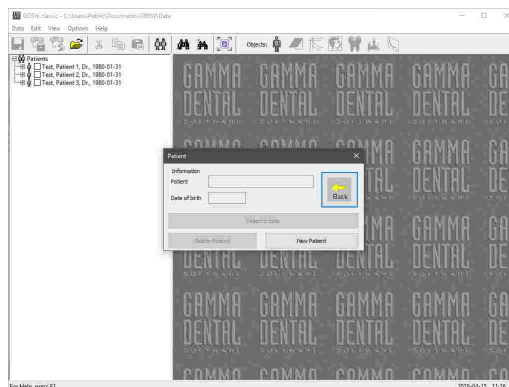 GDSW classic - C:\Users\Public\Documents\GDSW\Data
Data Edit View Options Help
Objects:
Patients
Test, Patient 1, Dr., 1980-01-31
Test, Patient 2, Dr., 1980-01-31
Test, Patient 3, Dr., 1980-01-31
GAMMA DENTAL SOFTWARE
Patient
Information
Patient
Date of birth
Back
Patient's data
Delete Patient New Patient
For Help, press F1
2016-04-25 11:16